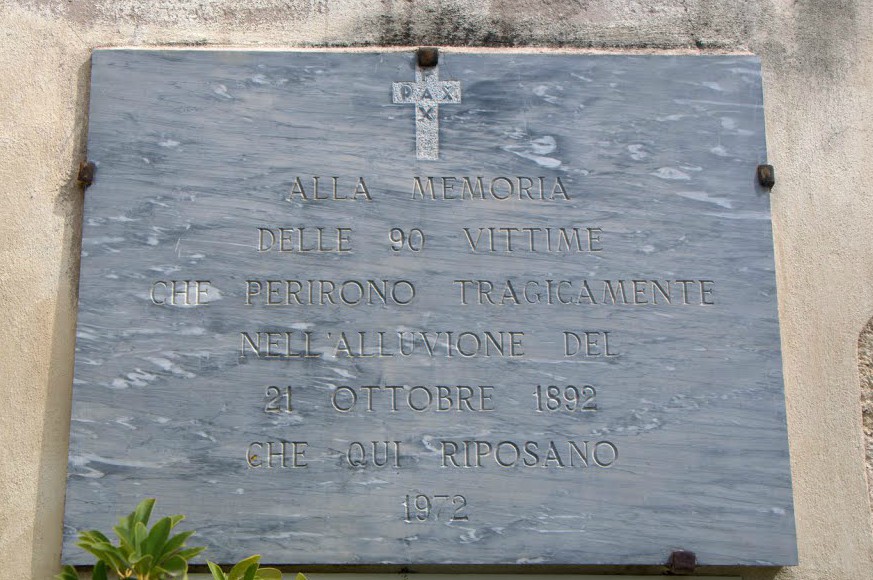 PAX
X
ALLA MEMORIA
DELLE 90 VITTIME
CHE PERIRONO TRAGICAMENTE
NELL'ALLUVIONE DEL
21 OTTOBRE 1892
CHE QUI RIPOSANO
1972